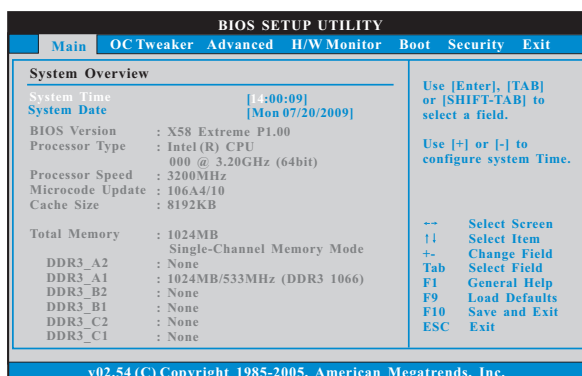 BIOS SETUP UTILITY
Main OC Tweaker Advanced H/W Monitor Boot Security Exit
System Overview
System Time [14:00:09]
System Date [Mon 07/20/2009]
BIOS Version : X58 Extreme P1.00
Processor Type : Intel (R) CPU
000 @ 3.20GHz (64bit)
Processor Speed : 3200MHz
Microcode Update : 106A4/10
Cache Size : 8192KB
Total Memory : 1024MB
Single-Channel Memory Mode
DDR3_A2 : None
DDR3_A1 : 1024MB/533MHz (DDR3 1066)
DDR3_B2 : None
DDR3_B1 : None
DDR3_C2 : None
DDR3_C1 : None
Use [Enter], [TAB]
or [SHIFT-TAB] to
select a field.
Use [+] or [-] to
configure system Time.
←→ Select Screen
↑↓ Select Item
+- Change Field
Tab Select Field
F1 General Help
F9 Load Defaults
F10 Save and Exit
ESC Exit
v02.54 (C) Copyright 1985-2005, American Megatrends, Inc.